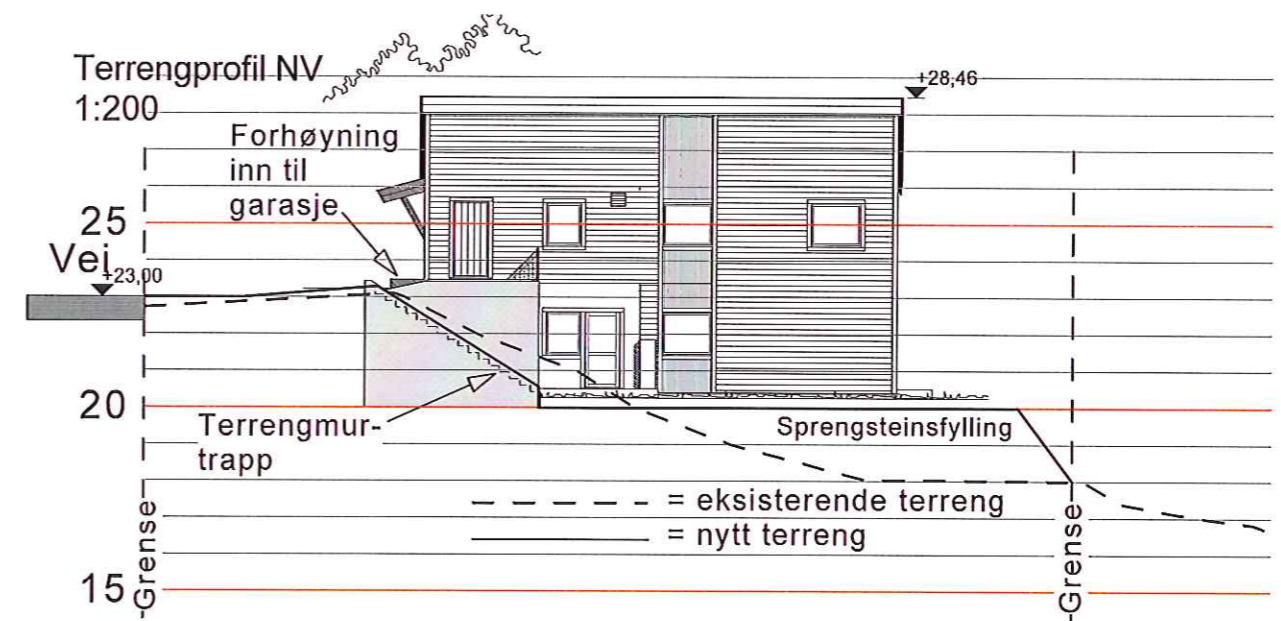 Terrengprofil NV
1:200
+28,46
Forhøyning
inn til
garasje
25
Vei
+23,00
20
Terrengmur-
trapp
Sprengsteinsfylling
= eksisterende terreng
= nytt terreng
15
Grense
Grense